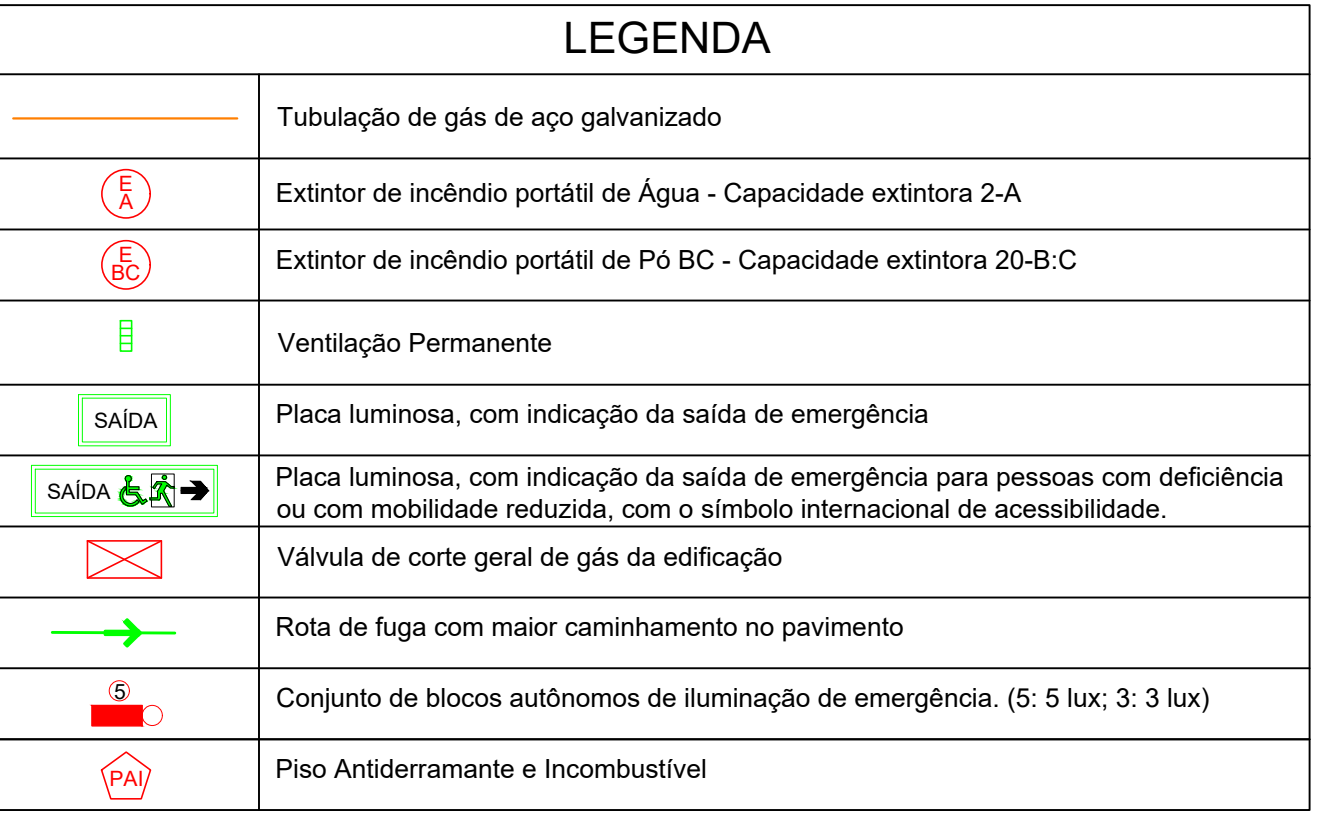 LEGENDA
Tubulação de gás de aço galvanizado
E
A
Extintor de incêndio portátil de Água - Capacidade extintora 2-A
E
BC
Extintor de incêndio portátil de Pó BC - Capacidade extintora 20-B:C
Ventilação Permanente
SAÍDA
Placa luminosa, com indicação da saída de emergência
SAÍDA
Placa luminosa, com indicação da saída de emergência para pessoas com deficiência
ou com mobilidade reduzida, com o símbolo internacional de acessibilidade.
Válvula de corte geral de gás da edificação
Rota de fuga com maior caminhamento no pavimento
5
Conjunto de blocos autônomos de iluminação de emergência. (5: 5 lux; 3: 3 lux)
PAI
Piso Antiderramante e Incombustível